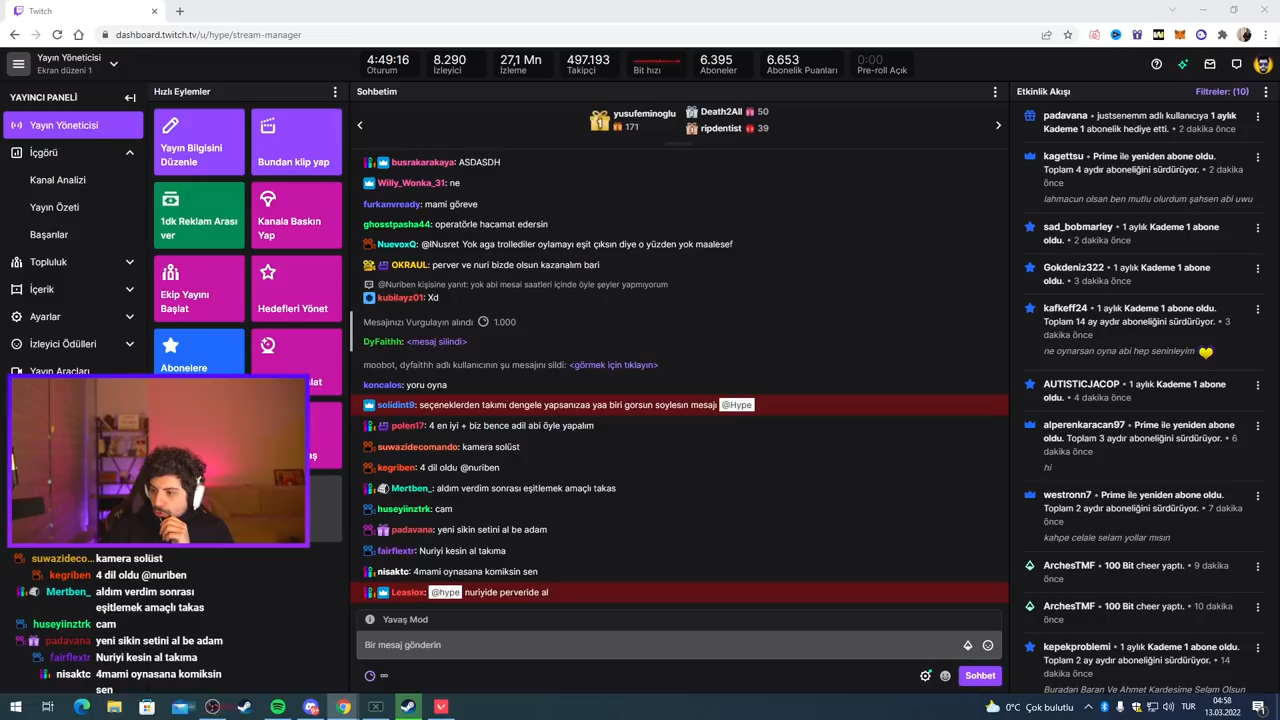 Twitch
dashboard.twitch.tv/u/hype/stream-manager
Yayın Yöneticisi
Ekran düzeni 1
4:49:16
Oturum
8.290
İzleyici
27,1 Mn
İzleme
497.193
Takipçi
Bit hızı
6.395
Aboneler
6.653
Abonelik Puanları
0:00
Pre-roll Açık
YAYINCI PANELİ
Yayın Yöneticisi
İçgörü
Kanal Analizi
Yayın Özeti
Başarılar
Topluluk
İçerik
Ayarlar
İzleyici Ödülleri
Yayın Araçları
Hızlı Eylemler
Yayın Bilgisini
Düzenle
Bundan klip yap
1dk Reklam Arası
ver
Kanala Baskın
Yap
Ekip Yayını
Başlat
Hedefleri Yönet
Abonelere
Sohbetim
yusufeminoglu
171
Death2All 50
ripdentist 39
busrakarakaya: ASDASDH
Willy_Wonka_31: ne
furkanvready: mami göreve
ghosstpasha44: operatörle hacamat edersin
NuevoxQ: @INusret Yok aga trollediler oylamayı eşit çıksın diye o yüzden yok maalesef
OKRAUL: perver ve nuri bizde olsun kazanalım bari
@Nuriben kişisine yanıt: yok abi mesai saatleri içinde öyle şeyler yapmıyorum
kubilayz01: Xd
Mesajınızı Vurgulayın alındı 1.000
DyFaithh: <mesaj silindi>
moobot, dyfaithh adlı kullanıcının şu mesajını sildi: <görmek için tıklayın>
koncalos: yoru oyna
solidint9: seçeneklerden takımı dengele yapsanızaa yaa biri gorsun soylesın mesajı @Hype
polen17: 4 en iyi + biz bence adil abi öyle yapalım
suwazidecomando: kamera solüst
kegriben: 4 dil oldu @nuriben
Mertben_: aldım verdim sonrası eşitlemek amaçlı takas
huseyiinztrk: cam
padavana: yeni sikin setini al be adam
fairflextr: Nuriyi kesin al takıma
nisaktc: 4mami oynasana komiksin sen
Leaslox: @hype nuriyide perveride al
Yavaş Mod
Bir mesaj gönderin
Sohbet
Etkinlik Akışı
Filtreler: (10)
padavana • justsenemm adlı kullanıcıya 1 aylık
Kademe 1 abonelik hediye etti. • 2 dakika önce
kagettsu • Prime ile yeniden abone oldu.
Toplam 4 aydır aboneliğini sürdürüyor. • 2 dakika
önce
lahmacun olsan ben mutlu olurdum şahsen abi uwu
sad_bobmarley • 1 aylık Kademe 1 abone
oldu. • 2 dakika önce
Gokdeniz322 • 1 aylık Kademe 1 abone
oldu. • 3 dakika önce
kafkeff24 • 1 aylık Kademe 1 abone oldu.
Toplam 14 ay aydır aboneliğini sürdürüyor. • 3
dakika önce
ne oynarsan oyna abi hep seninleyim
AUTISTICJACOP • 1 aylık Kademe 1 abone
oldu. • 4 dakika önce
alperenkaracan97 • Prime ile yeniden abone
oldu. Toplam 3 aydır aboneliğini sürdürüyor. • 6
dakika önce
hi
westronn7 • Prime ile yeniden abone oldu.
Toplam 2 aydır aboneliğini sürdürüyor. • 7 dakika
önce
kahpe celale selam yollar mısın
ArchesTMF • 100 Bit cheer yaptı. • 9 dakika
önce
ArchesTMF • 100 Bit cheer yaptı. • 10 dakika
önce
kepekproblemi • 1 aylık Kademe 1 abone oldu.
Toplam 2 ay aydır aboneliğini sürdürüyor. • 14
dakika önce
Buradan Baran Ve Ahmet Kardesime Selam Olsun
suwazideco... kamera solüst
kegriben 4 dil oldu @nuriben
Mertben_ aldım verdim sonrası
eşitlemek amaçlı takas
huseyiinztrk cam
padavana yeni sikin setini al be adam
fairflextr Nuriyi kesin al takıma
nisaktc 4mami oynasana komiksin
sen
0°C Çok bulutlu
TUR
04:58
13.03.2022